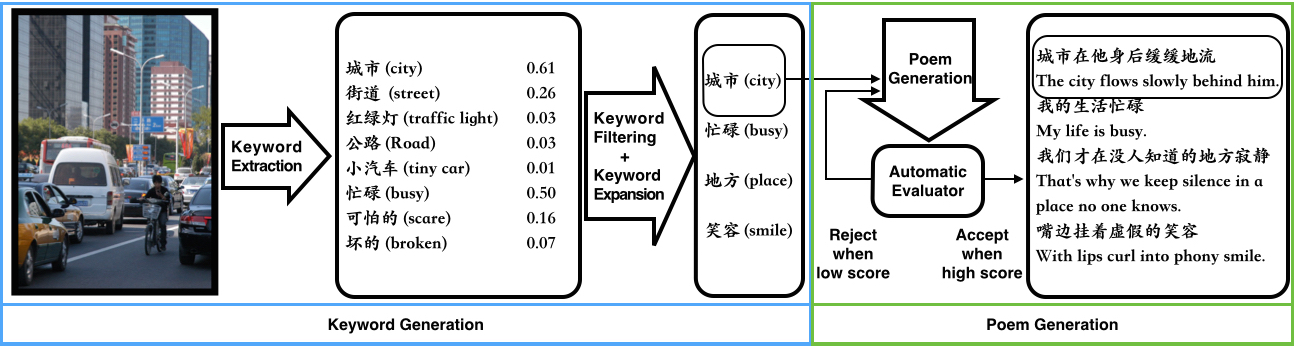 Keyword
Extraction
城市 (city) 0.61
街道 (street) 0.26
红绿灯 (traffic light) 0.03
公路 (Road) 0.03
小汽车 (tiny car) 0.01
忙碌 (busy) 0.50
可怕的 (scare) 0.16
坏的 (broken) 0.07
Keyword
Filtering
+
Keyword
Expansion
城市 (city)
忙碌 (busy)
地方 (place)
笑容 (smile)
Poem
Generation
Automatic
Evaluator
Reject
when
low score
Accept
when
high score
城市在他身后缓缓地流
The city flows slowly behind him.
我的生活忙碌
My life is busy.
我们才在没人知道的地方寂静
That's why we keep silence in a
place no one knows.
嘴边挂着虚假的笑容
With lips curl into phony smile.
Keyword Generation
Poem Generation